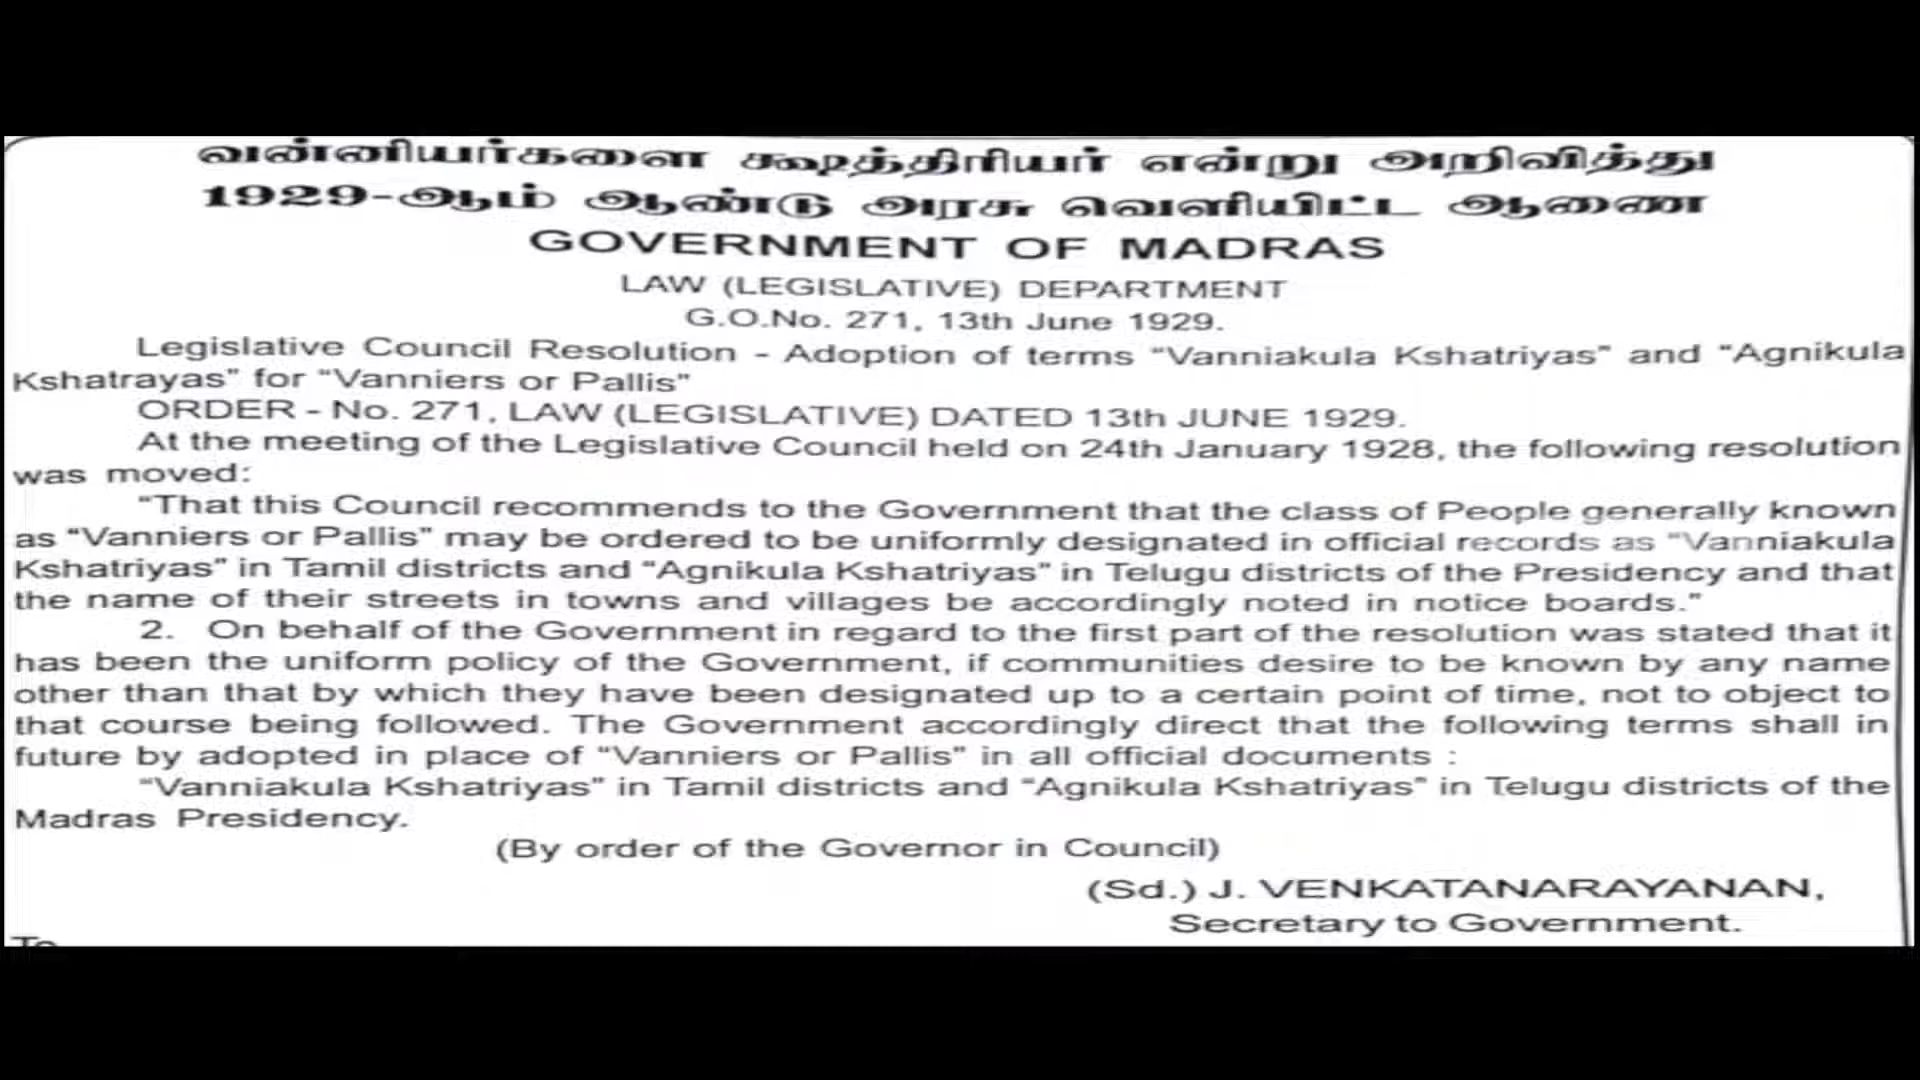 வன்னியர்களை க்ஷத்திரியர் என்று அறிவித்து
1929-ஆம் ஆண்டு அரசு வெளியிட்ட ஆணை
GOVERNMENT OF MADRAS
LAW (LEGISLATIVE) DEPARTMENT
G.O.No. 271, 13th June 1929.
Legislative Council Resolution - Adoption of terms “Vanniakula Kshatriyas” and “Agnikula
Kshatrayas” for “Vanniers or Pallis”
ORDER - No. 271, LAW (LEGISLATIVE) DATED 13th JUNE 1929.
At the meeting of the Legislative Council held on 24th January 1928, the following resolution
was moved:
“That this Council recommends to the Government that the class of People generally known
as “Vanniers or Pallis” may be ordered to be uniformly designated in official records as “Vanniakula
Kshatriyas” in Tamil districts and “Agnikula Kshatriyas” in Telugu districts of the Presidency and that
the name of their streets in towns and villages be accordingly noted in notice boards.”
2. On behalf of the Government in regard to the first part of the resolution was stated that it
has been the uniform policy of the Government, if communities desire to be known by any name
other than that by which they have been designated up to a certain point of time, not to object to
that course being followed. The Government accordingly direct that the following terms shall in
future by adopted in place of “Vanniers or Pallis” in all official documents :
“Vanniakula Kshatriyas” in Tamil districts and “Agnikula Kshatriyas” in Telugu districts of the
Madras Presidency.
(By order of the Governor in Council)
(Sd.) J. VENKATANARAYANAN,
Secretary to Government.